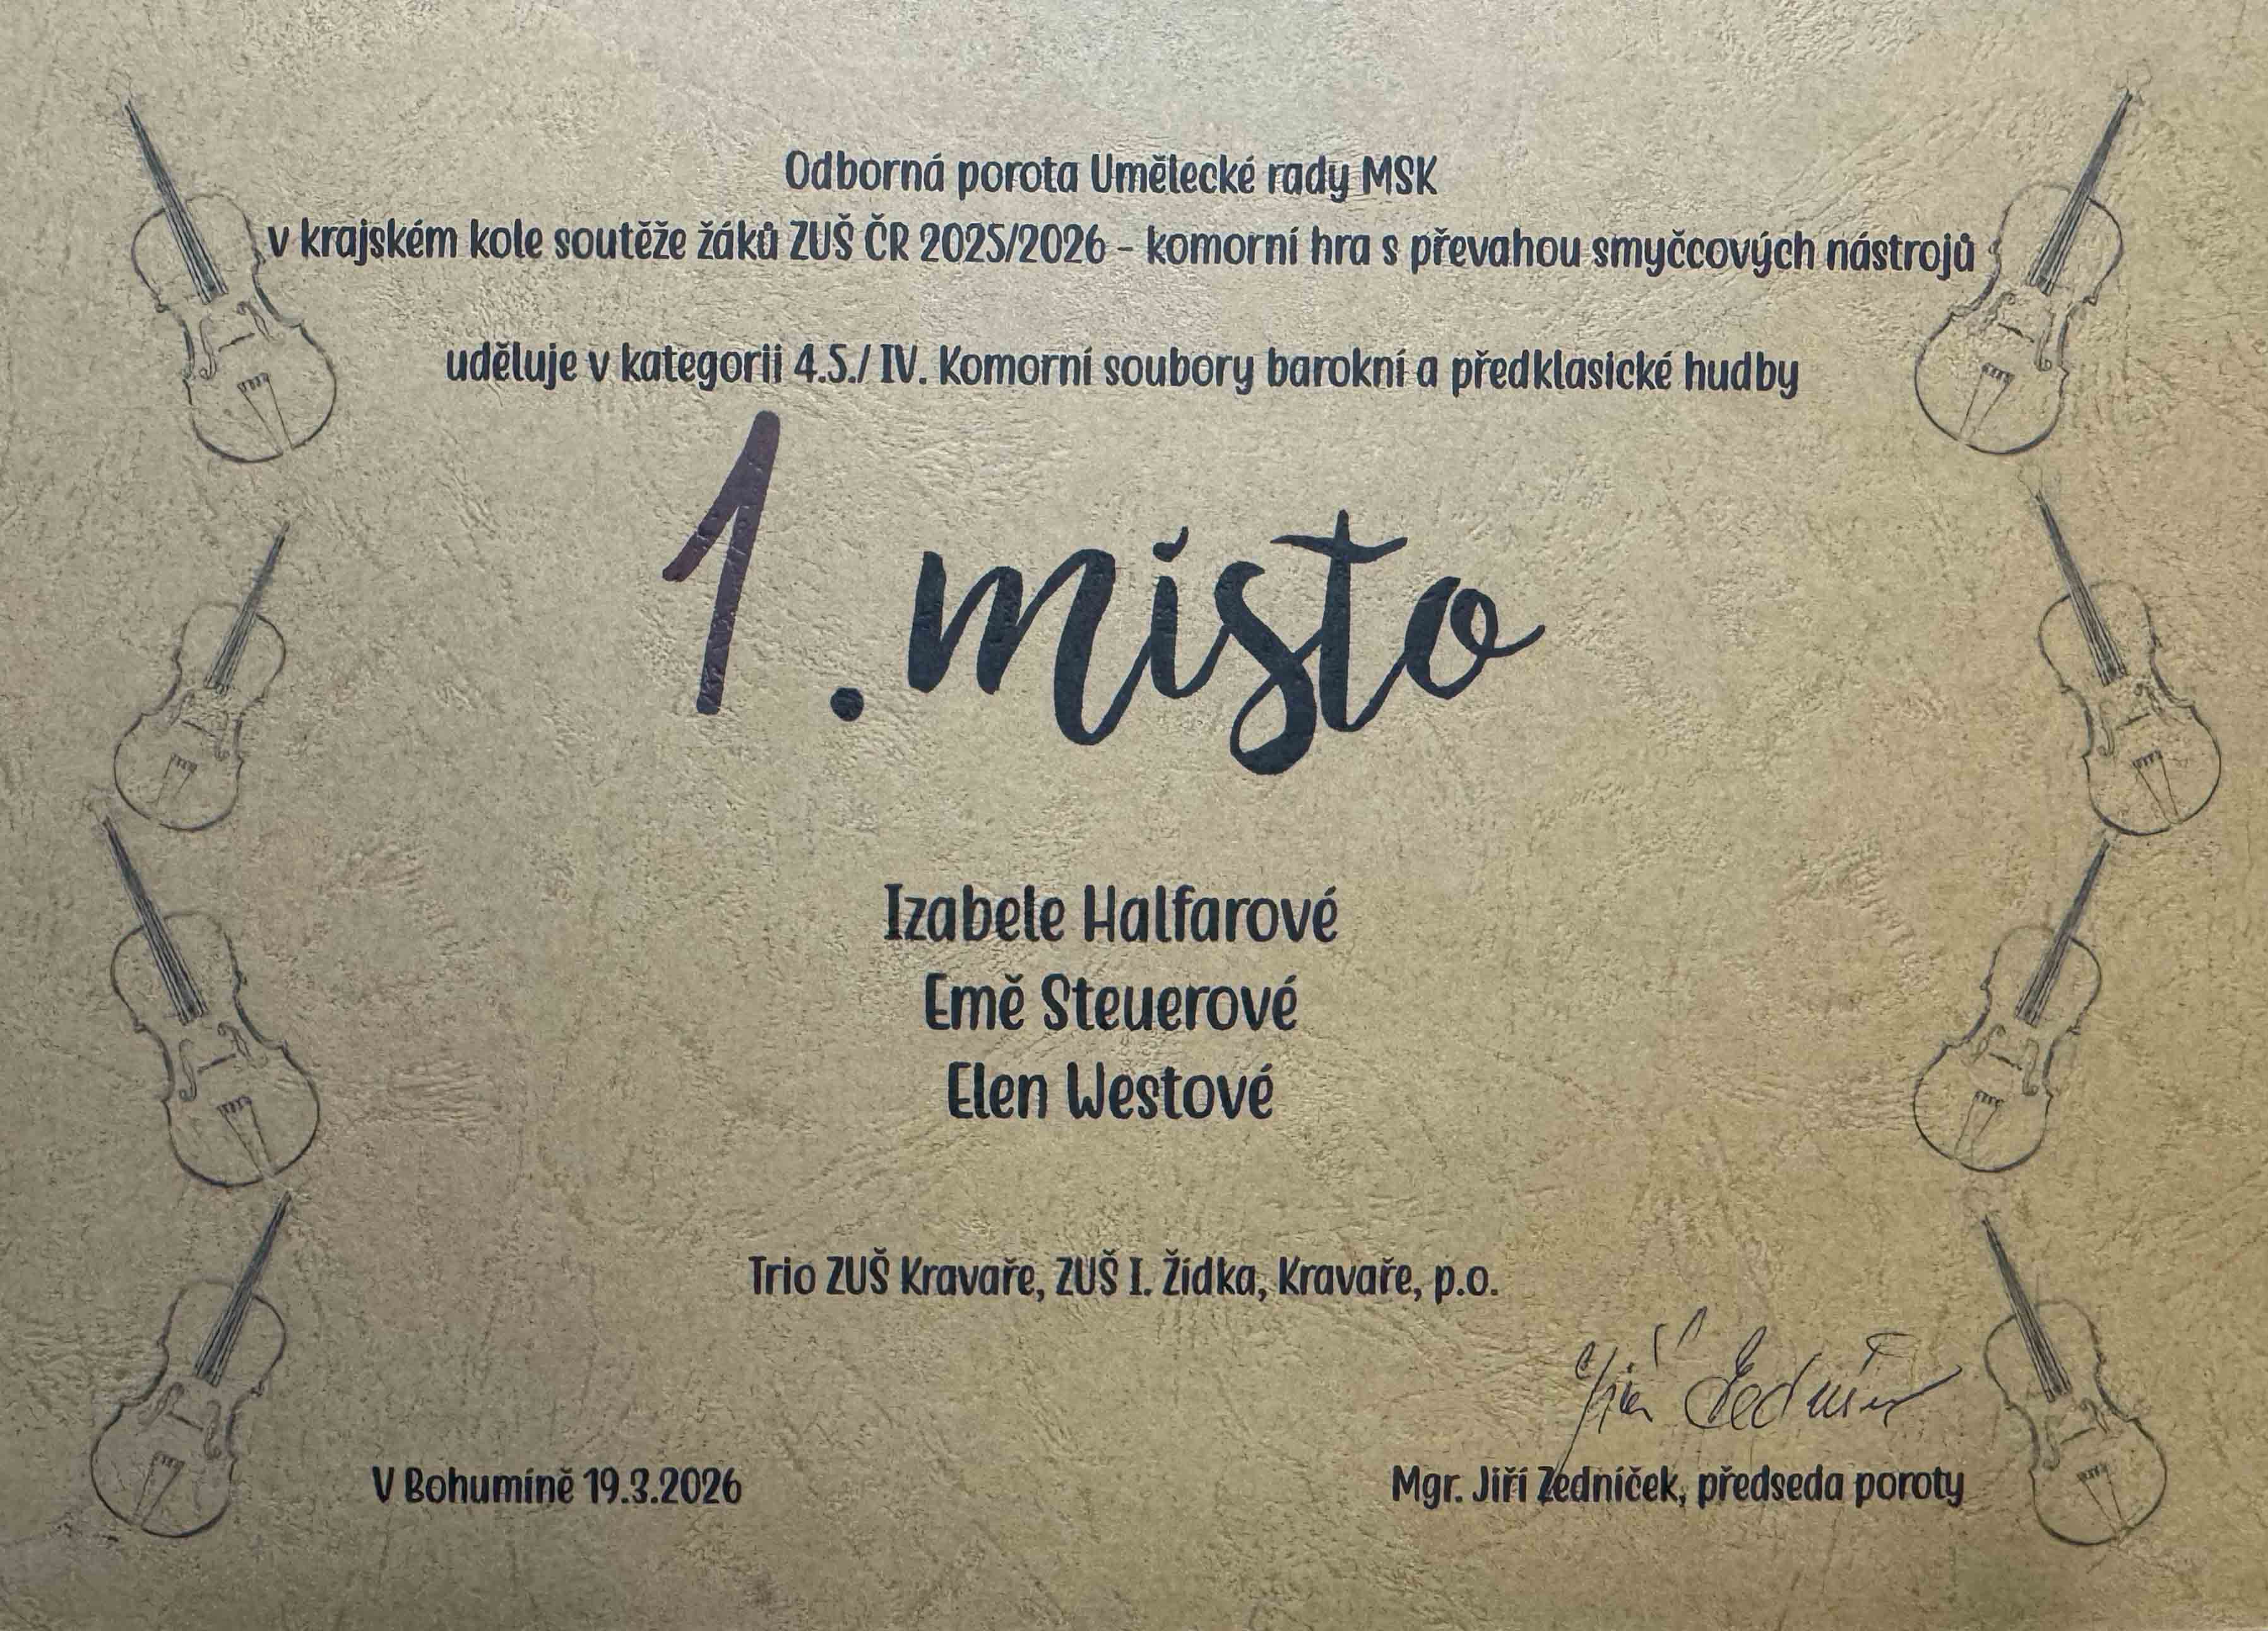 Odborná porota Umělecké rady MSK
v krajském kole soutěže žáků ZUŠ ČR 2025/2026 - komorní hra s převahou smyčcových nástrojů
uděluje v kategorii 4.5./ IV. Komorní soubory barokní a předklasické hudby
1. místo
Izabele Halfarové
Emě Steuerové
Elen Westové
Trio ZUŠ Kravaře, ZUŠ I. Žídka, Kravaře, p.o.
V Bohumíně 19.3.2026
Mgr. Jiří Zedníček, předseda poroty